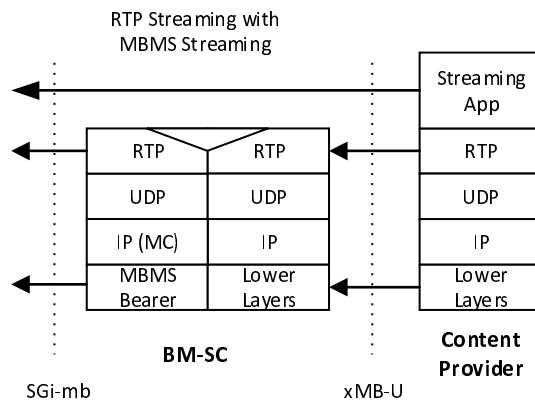 RTP Streaming with
MBMS Streaming
Streaming
App
RTP
RTP
RTP
UDP
UDP
UDP
IP (MC)
IP
IP
MBMS
Bearer
Lower
Layers
Lower
Layers
BM-SC
Content
Provider
SGi-mb
xMB-U